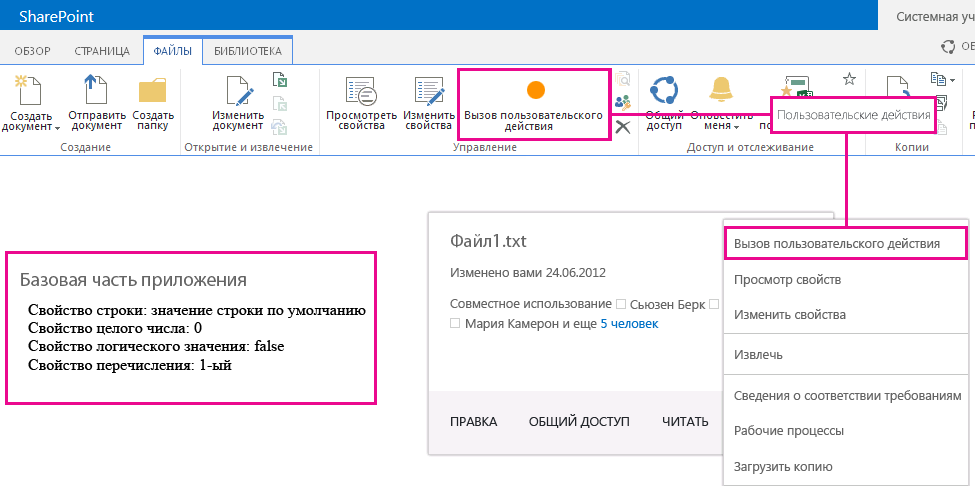 SharePoint
Системная уч
ОБЗОР СТРАНИЦА ФАЙЛЫ БИБЛИОТЕКА
ОБ
Создать документ
Отправить документ
Создать папку
Изменить документ
Просмотреть свойства
Изменить свойства
Вызов пользовательского действия
Общий доступ
Оповестить меня
по
Пользовательские действия
Создание
Открытие и извлечение
Управление
Доступ и отслеживание
Копии
Базовая часть приложения
Свойство строки: значение строки по умолчанию
Свойство целого числа: 0
Свойство логического значения: false
Свойство перечисления: 1-ый
Файл1.txt
Изменено вами 24.06.2012
Совместное использование Сьюзен Берк
Мария Камерон и еще 5 человек
ПРАВКА ОБЩИЙ ДОСТУП ЧИТАТЬ
Вызов пользовательского действия
Просмотр свойств
Изменить свойства
Извлечь
Сведения о соответствии требованиям
Рабочие процессы
Загрузить копию